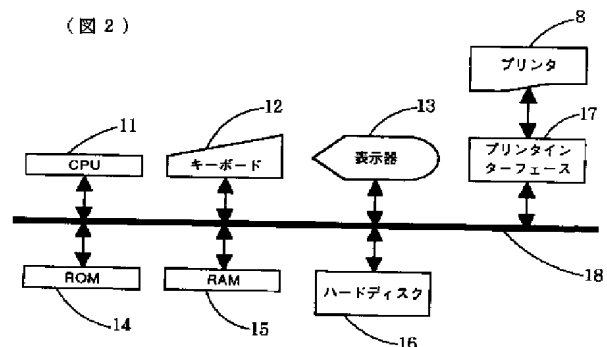 (図2)
8
プリンタ
11
12
13
17
CPU
キーボード
表示器
プリンタイン
ターフェース
18
ROM
RAM
ハードディスク
14
15
16